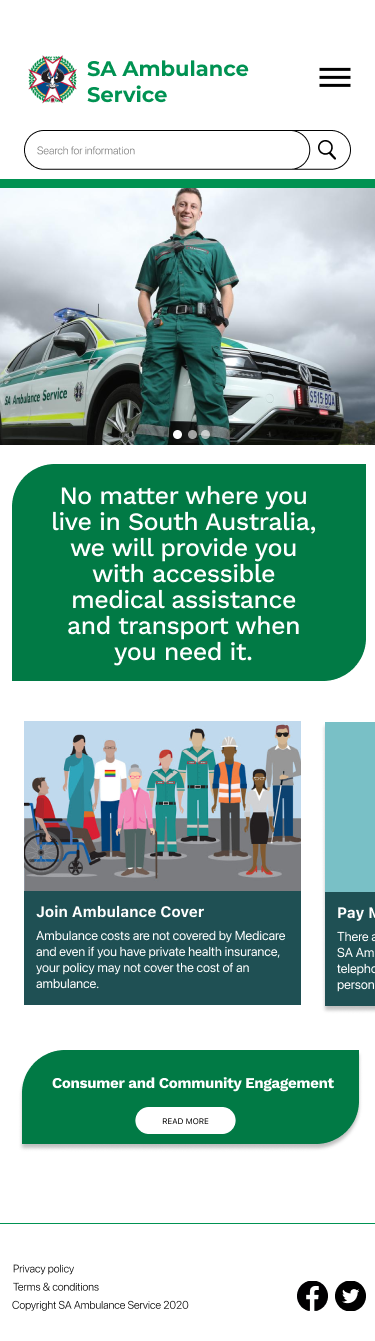 SA Ambulance
Service
Search for information
SA Ambulance Service
S515 BQA
No matter where you
live in South Australia,
we will provide you
with accessible
medical assistance
and transport when
you need it.
Join Ambulance Cover
Ambulance costs are not covered by Medicare
and even if you have private health insurance,
your policy may not cover the cost of an
ambulance.
Pay
There
SA Am
teleph
person
Consumer and Community Engagement
READ MORE
Privacy policy
Terms & conditions
Copyright SA Ambulance Service 2020